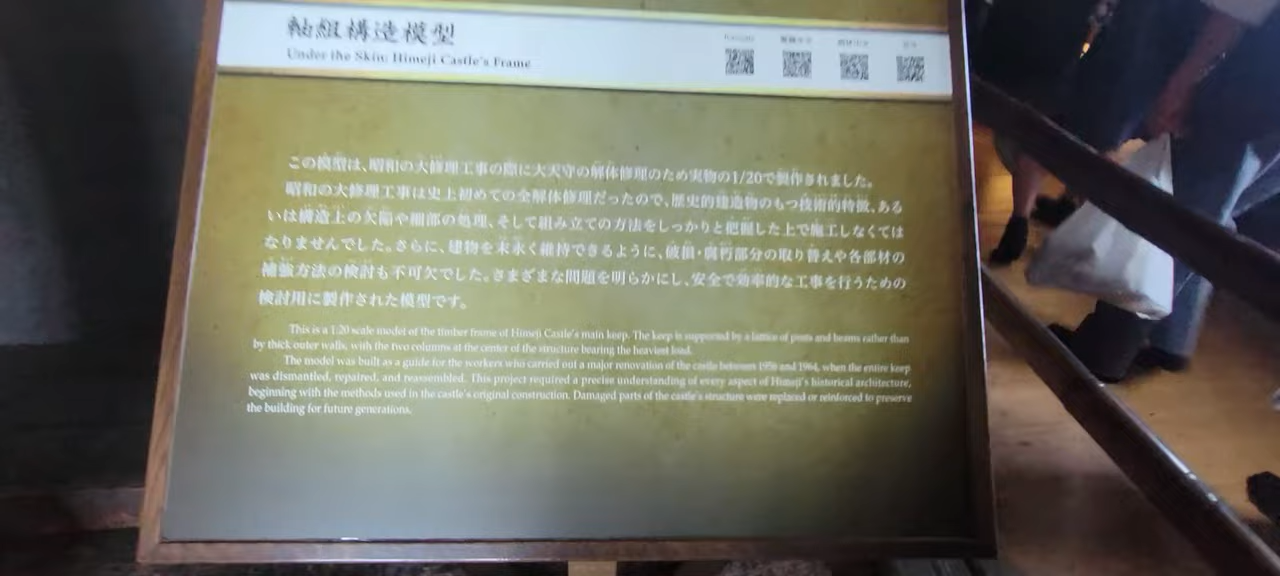 軸組構造模型
Under the Skin: Himeji Castle's Frame
この模型は、昭和の大修理工事の際に大天守の解体修理のため実物の1/20で製作されました。
昭和の大修理工事は史上初めての全解体修理だったので、歴史的建造物のもつ技術的特徴、ある
いは構造上の欠陥や細部の処理、そして組み立ての方法をしっかりと把握した上で施工しなくては
なりませんでした。さらに、建物を末永く維持できるように、破損・腐朽部分の取り替えや各部材の
補強方法の検討も不可欠でした。さまざまな問題を明らかにし、安全で効率的な工事を行うための
検討用に製作された模型です。
This is a 1:20 scale model of the timber frame of Himeji Castle's main keep. The keep is supported by a lattice of posts and beams rather than
by thick outer walls, with the two columns at the center of the structure bearing the heaviest load.
The model was built as a guide for the workers who carried out a major renovation of the castle between 1956 and 1964, when the entire keep
was dismantled, repaired, and reassembled. This project required a precise understanding of every aspect of Himeji's historical architecture,
beginning with the methods used in the castle's original construction. Damaged parts of the castle's structure were replaced or reinforced to preserve
the building for future generations.